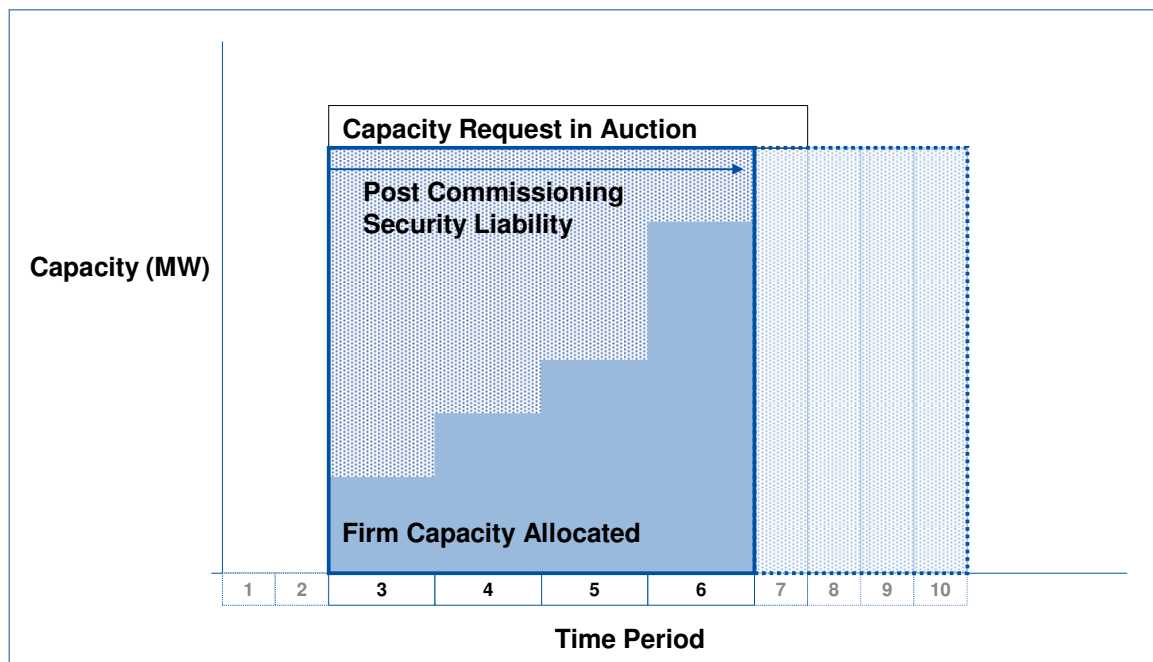 Capacity Request in Auction
Post Commissioning
Security Liability
Capacity (MW)
Firm Capacity Allocated
1 2 3 4 5 6 7 8 9 10
Time Period